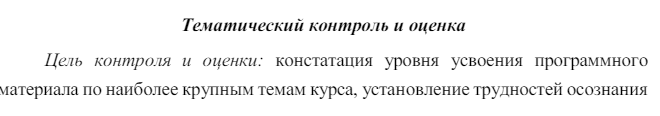 Тематический контроль и оценка
Цель контроля и оценки: констатация уровня усвоения программного
материала по наиболее крупным темам курса, установление трудностей осознания